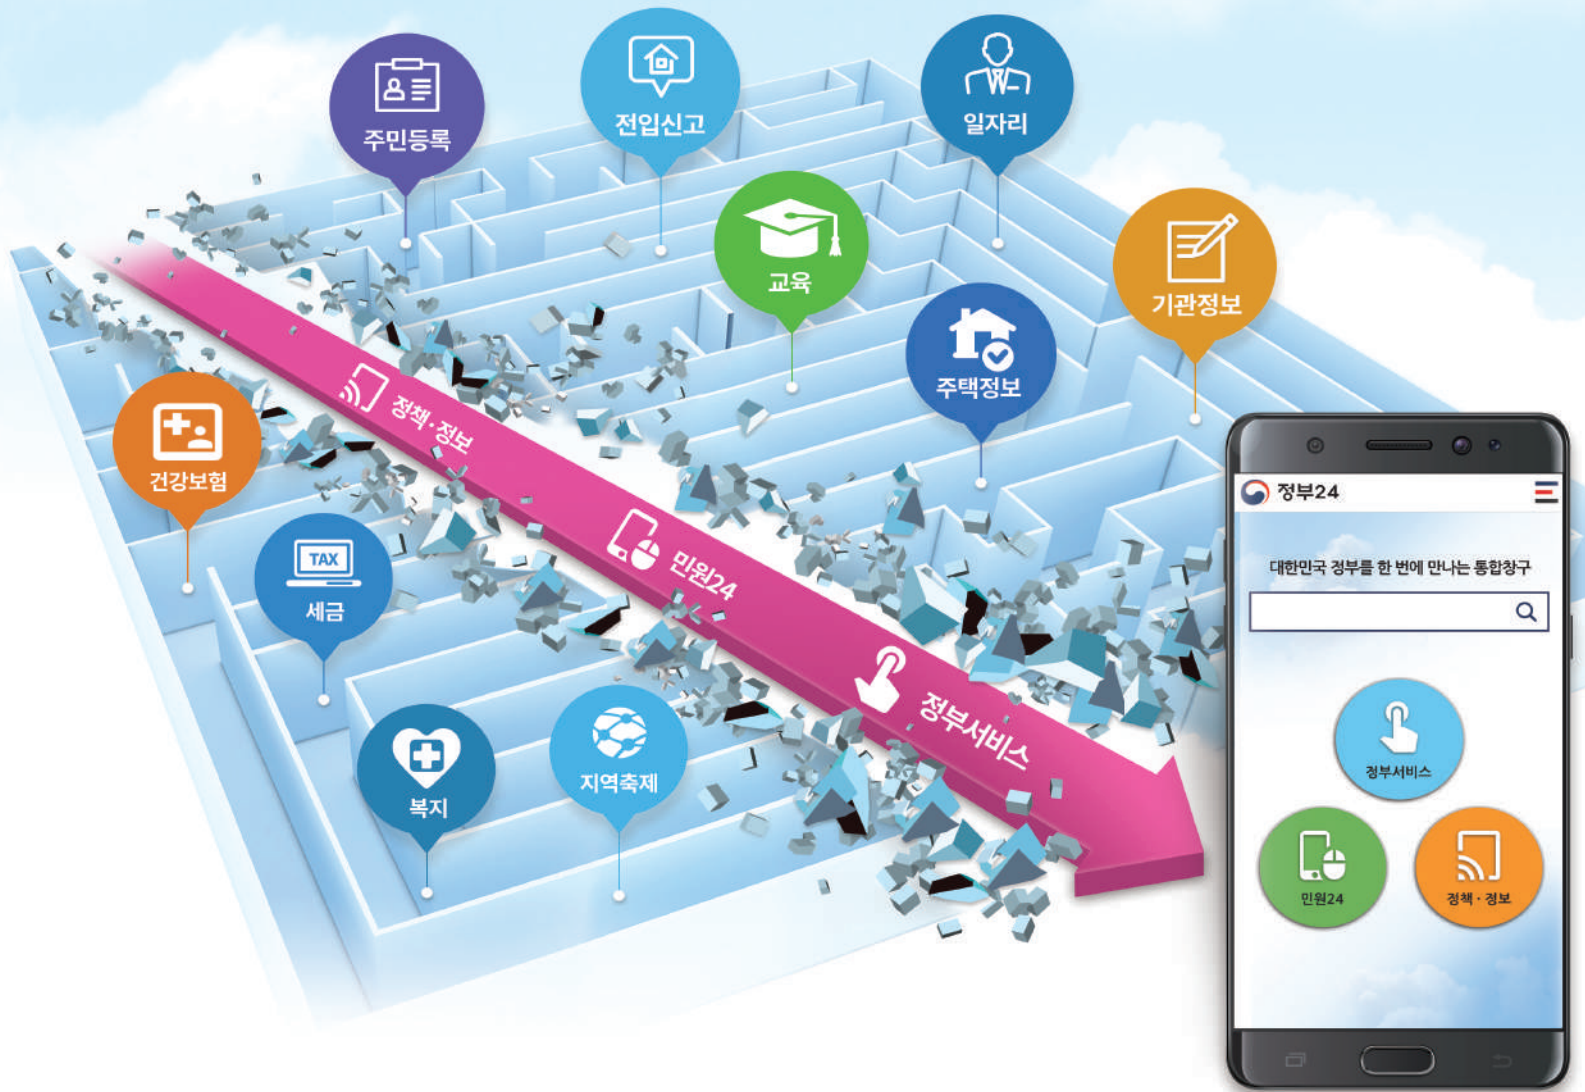 주민등록
전입신고
일자리
교육
기관정보
주택정보
건강보험
TAX
세금
복지
지역축제
정책·정보
민원24
정부서비스
정부24
대한민국 정부를 한 번에 만나는 통합창구
정부서비스
민원24
정책·정보